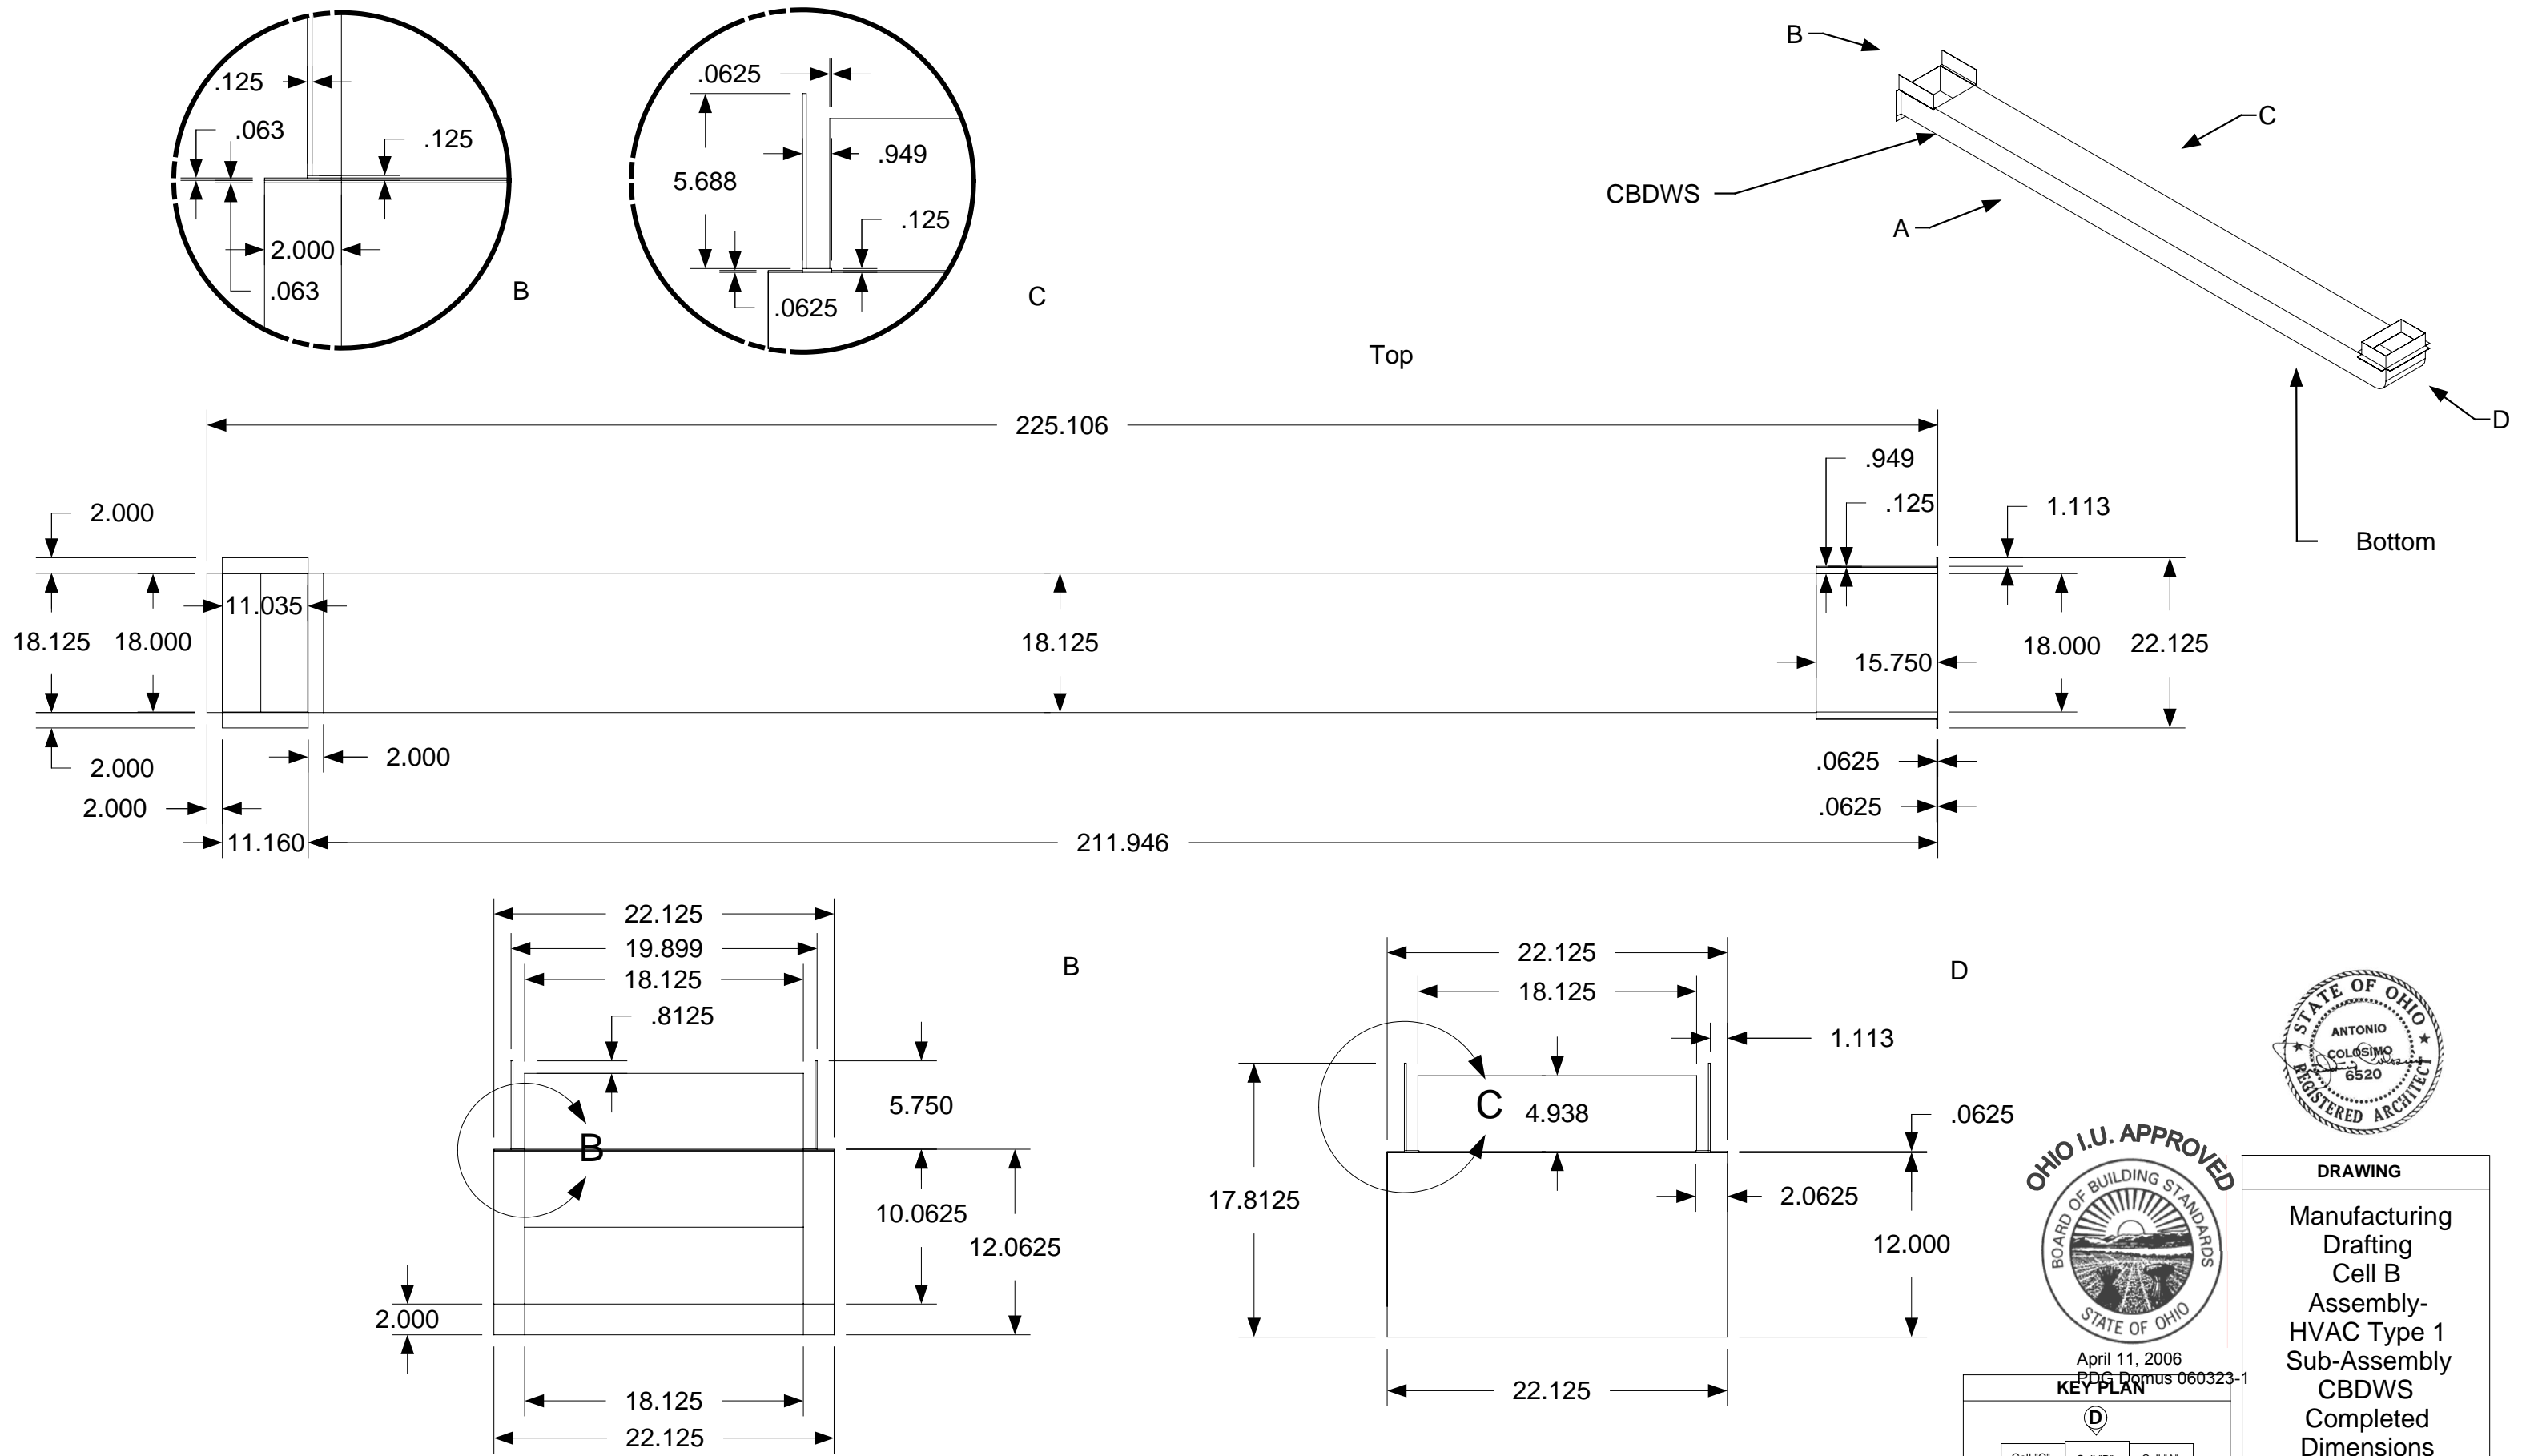 .125
.063
.125
2.000
.063
B
.0625
.949
5.688
.125
.0625
C
B
C
CBDWS
A
D
Bottom
Top
225.106
.949
.125
1.113
2.000
11.035
18.125
18.000
18.125
15.750
18.000
22.125
2.000
2.000
2.000
.0625
.0625
11.160
211.946
22.125
19.899
18.125
.8125
B
5.750
B
10.0625
12.0625
2.000
18.125
22.125
22.125
18.125
D
1.113
C
4.938
.0625
17.8125
2.0625
12.000
22.125
STATE OF OHIO
ANTONIO
COLOSIMO
6520
REGISTERED ARCHITECT
OHIO I.U. APPROVED
BOARD OF BUILDING STANDARDS
STATE OF OHIO
April 11, 2006
PDG Domus 060323-1
KEY PLAN
D
DRAWING
Manufacturing
Drafting
Cell B
Assembly-
HVAC Type 1
Sub-Assembly
CBDWS
Completed
Dimensions